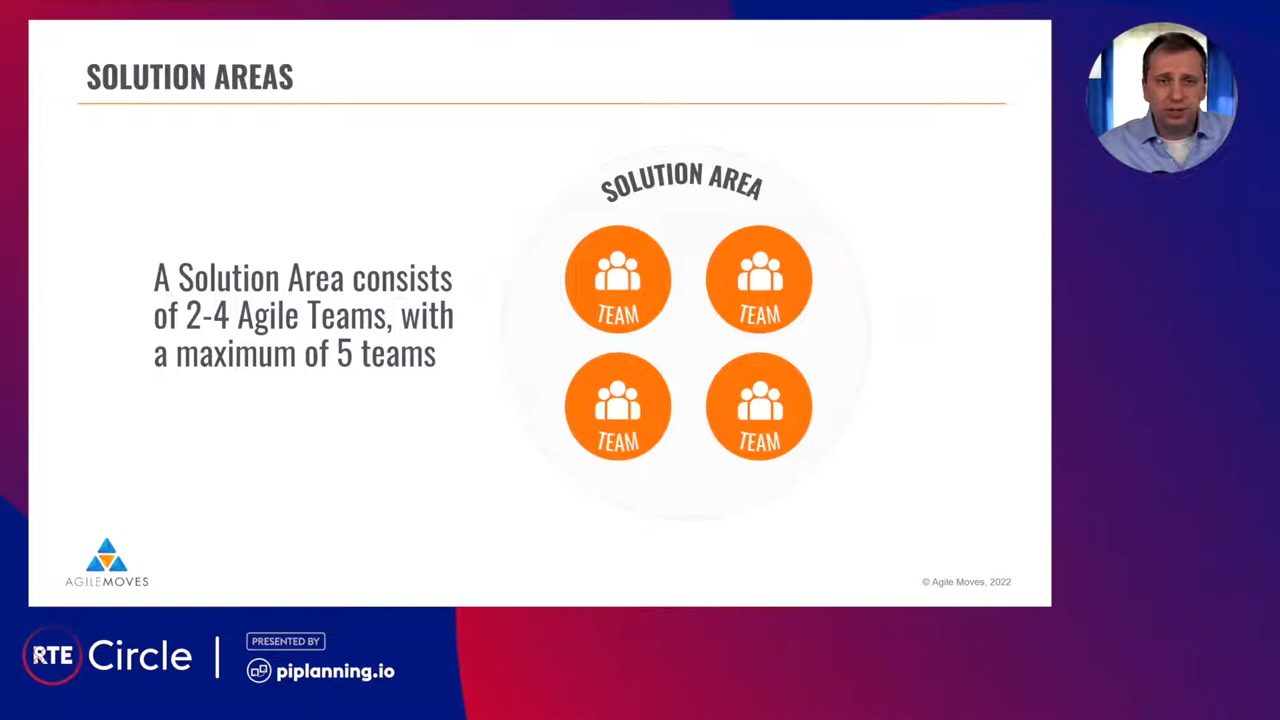 SOLUTION AREAS
SOLUTION AREA
A Solution Area consists
of 2-4 Agile Teams, with
a maximum of 5 teams
TEAM
TEAM
TEAM
TEAM
AGILEMOVES
© Agile Moves, 2022
RTE Circle
PRESENTED BY
piplanning.io